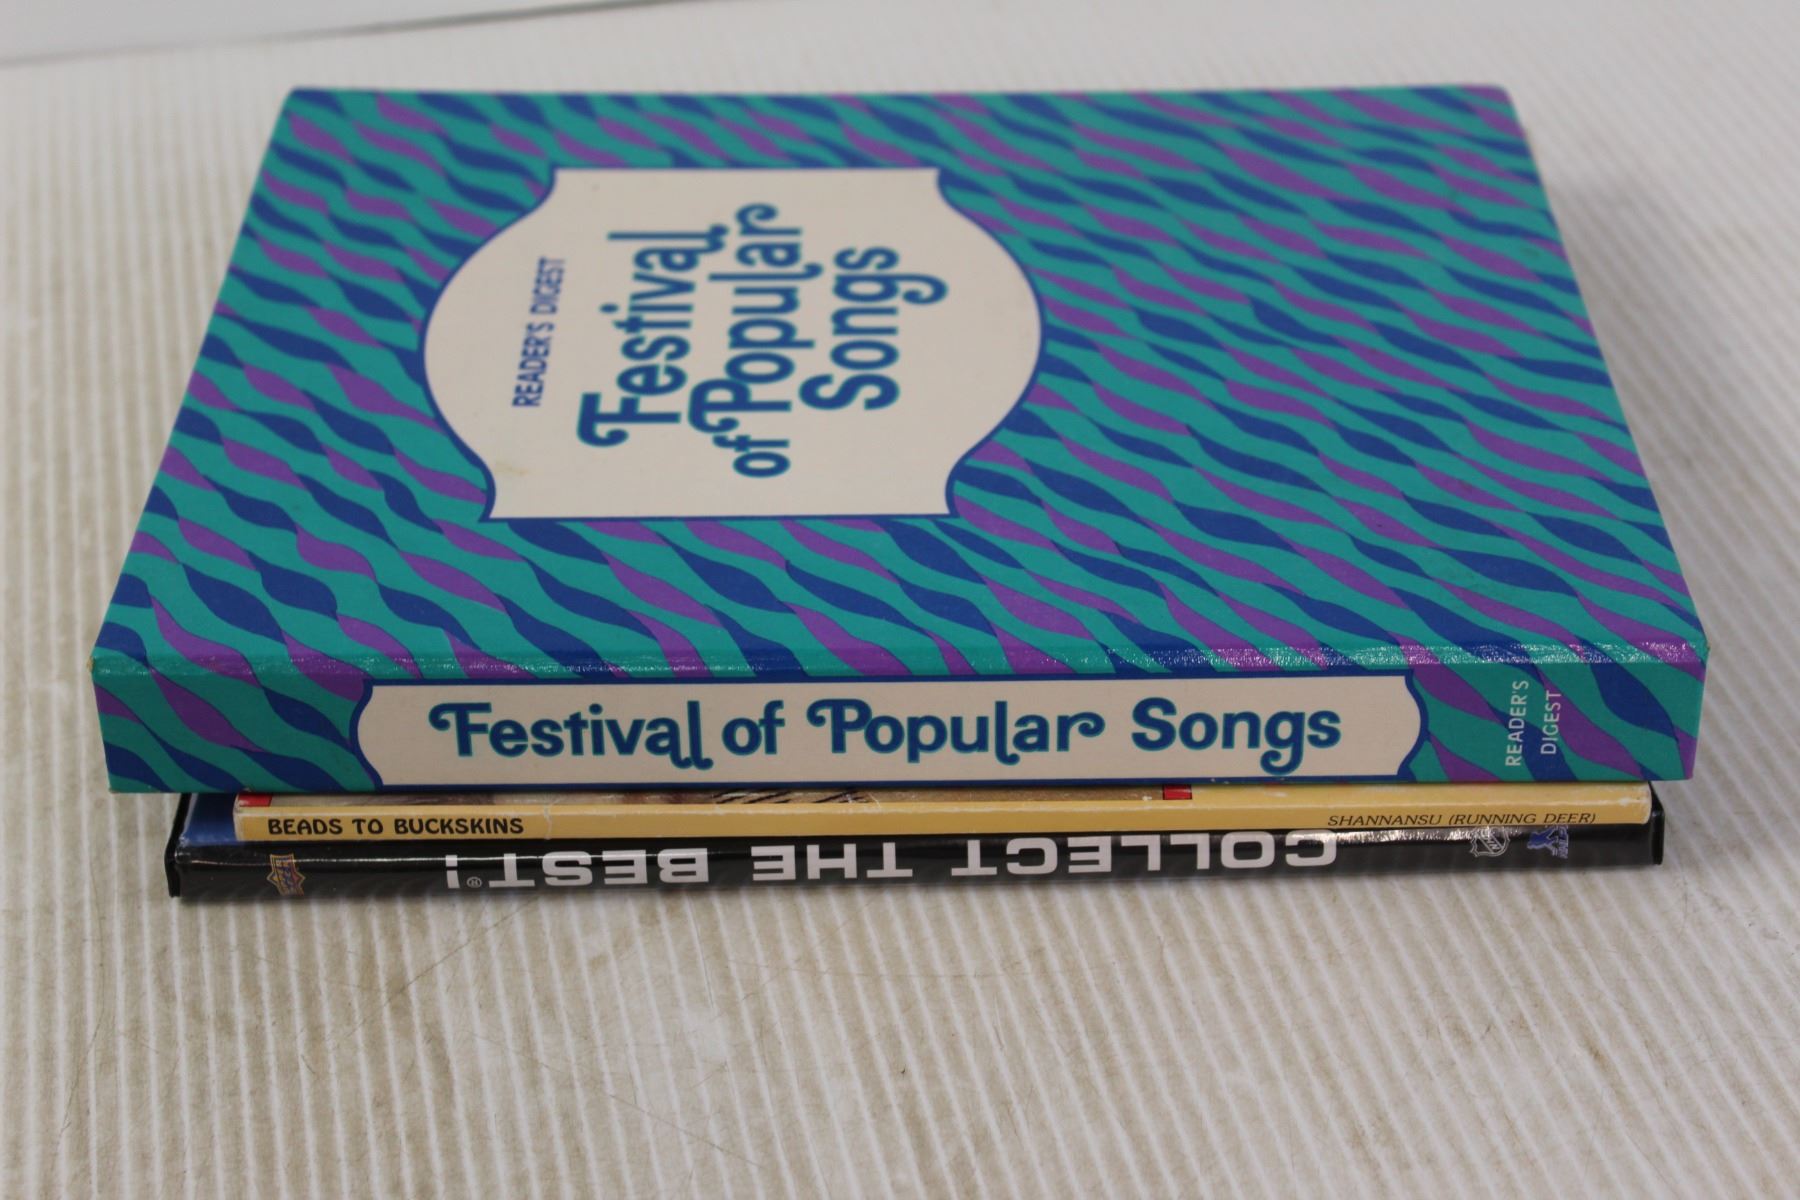 READER'S DIGEST
Festival
of Popular
Songs
Festival of Popular Songs
READER'S
DIGEST
BEADS TO BUCKSKINS
SHANNANSU (RUNNING DEER)
COLLECT THE BEST!®